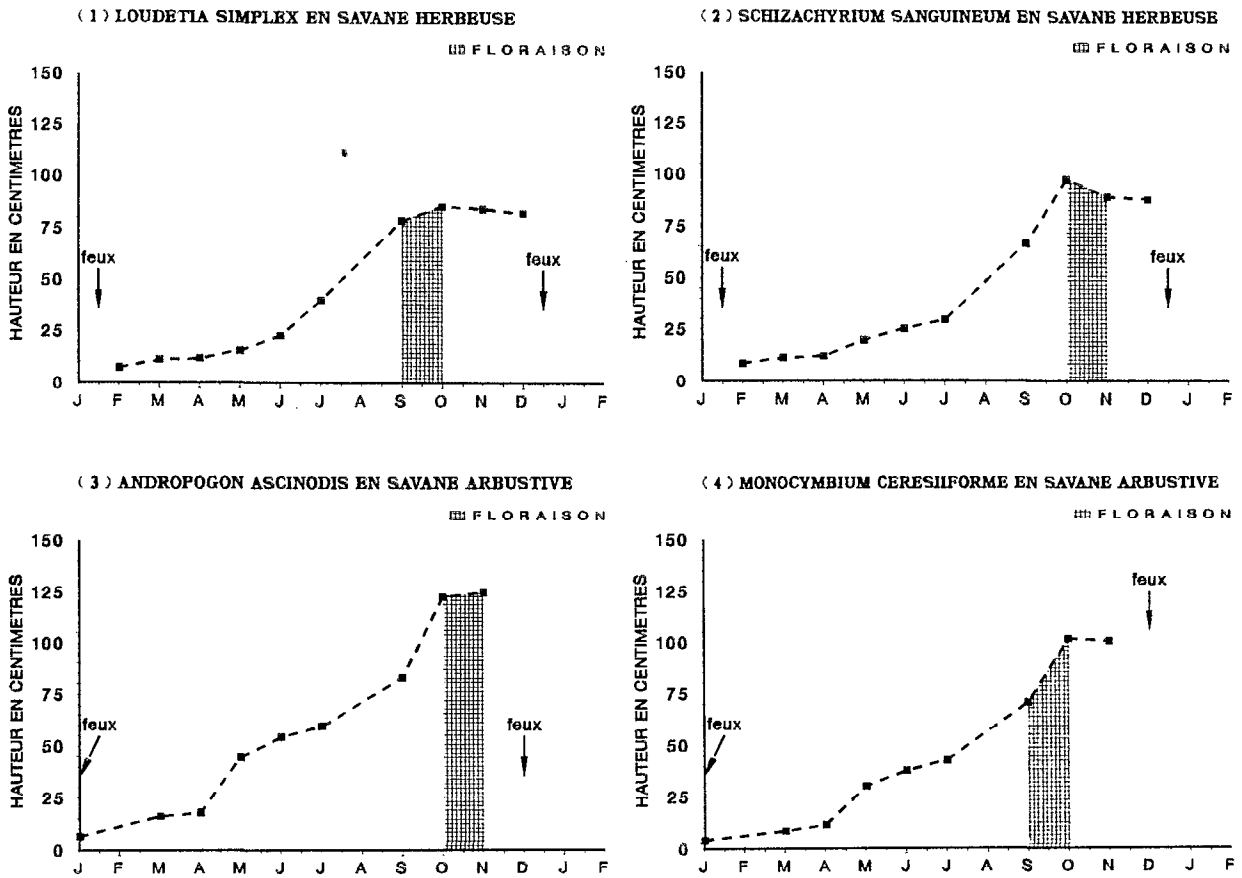 (1) LOUDETIA SIMPLEX EN SAVANE HERBEUSE
FLORAISON
HAUTEUR EN CENTIMETRES
150
125
100
75
50
25
0
feux
feux
J F M A M J J A S O N D J F
(2) SCHIZACHYRIUM SANGUINEUM EN SAVANE HERBEUSE
FLORAISON
HAUTEUR EN CENTIMETRES
150
125
100
75
50
25
0
feux
feux
J F M A M J J A S O N D J F
(3) ANDROPOGON ASCINODIS EN SAVANE ARBUSTIVE
FLORAISON
HAUTEUR EN CENTIMETRES
150
125
100
75
50
25
0
feux
feux
J F M A M J J A S O N D J F
(4) MONOCYMBIUM CERESIIFORME EN SAVANE ARBUSTIVE
FLORAISON
HAUTEUR EN CENTIMETRES
150
125
100
75
50
25
0
feux
feux
J F M A M J J A S O N D J F